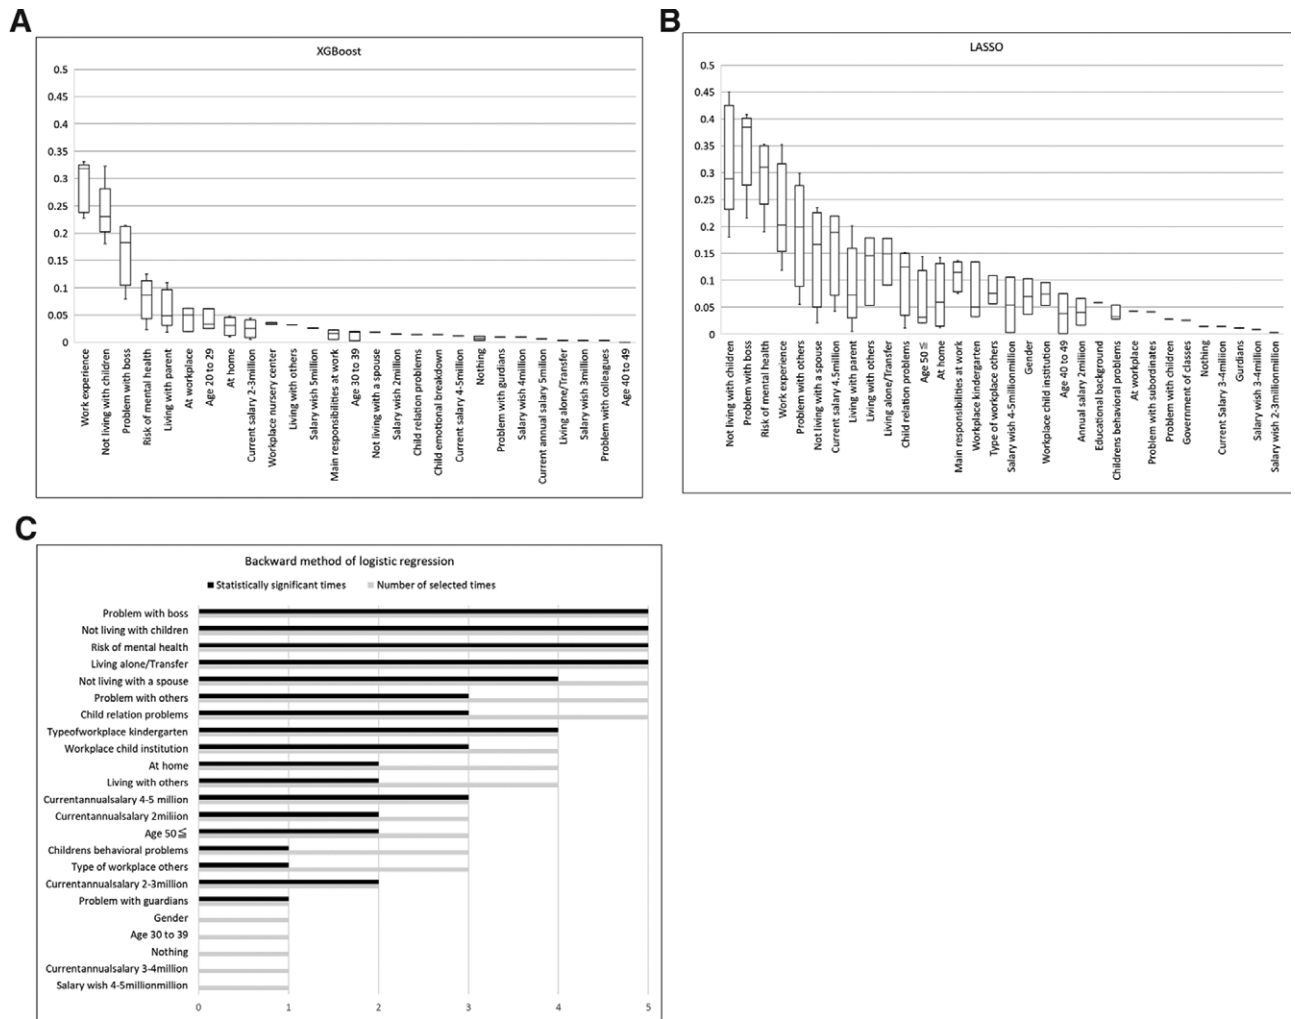 A
XGBoost
0.5
0.45
0.4
0.35
0.3
0.25
0.2
0.15
0.1
0.05
0
Work experience
Not living with children
Problem with boss
Risk of mental health
Living with parent
At workplace
Age 20 to 29
At home
Current salary 2-3million
Workplace nursery center
Living with others
Salary wish 5million
Main responsibilities at work
Age 30 to 39
Not living with a spouse
Salary wish 2million
Child relation problems
Child emotional breakdown
Current salary 4-5million
Nothing
Problem with gurdians
Salary wish 4million
Current annual salary 5million
Living alone/Transfer
Salary wish 3million
Problem with colleagues
Age 40 to 49
B
LASSO
0.5
0.45
0.4
0.35
0.3
0.25
0.2
0.15
0.1
0.05
0
Not living with children
Problem with boss
Risk of mental health
Work experience
Problem with others
Not living with a spouse
Current salary 4.5million
Living with parent
Living with others
Living alone/Transfer
Child relation problems
Age 50≦
At home
Main responsibilities at work
Workplace kindergarten
Type of workplace others
Salary wish 4-5millionmillion
Gender
Workplace child institution
Age 40 to 49
Annual salary 2million
Educational background
Childrens behavioral problems
At workplace
Problem with subordinates
Problem with children
Government of classes
Nothing
Current Salary 3-4million
Gurdians
Salary wish 3-4million
Salary wish 2-3millionmillion
C
Backward method of logistic regression
Statistically significant times
Number of selected times
Problem with boss
Not living with children
Risk of mental health
Living alone/Transfer
Not living with a spouse
Problem with others
Child relation problems
Typeofworkplace kindergarten
Workplace child institution
At home
Living with others
Currentannualsalary 4-5 million
Currentannualsalary 2miliion
Age 50≦
Childrens behavioral problems
Type of workplace others
Currentannualsalary 2-3million
Problem with guardians
Gender
Age 30 to 39
Nothing
Currentannualsalary 3-4million
Salary wish 4-5millionmillion
0 1 2 3 4 5